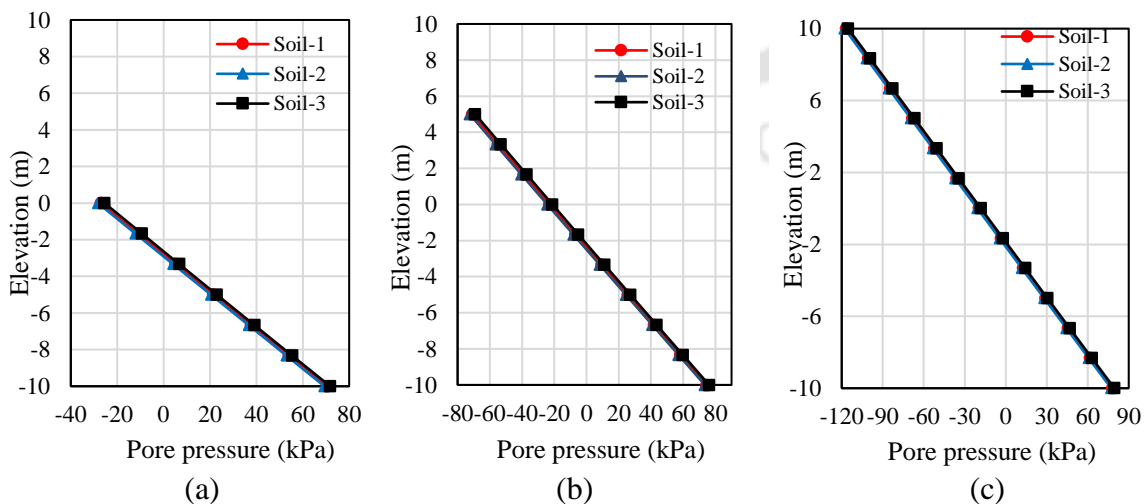 10
8
6
4
2
0
-2
-4
-6
-8
-10
Elevation (m)
Soil-1
Soil-2
Soil-3
-40 -20 0 20 40 60 80
Pore pressure (kPa)
(a)
10
8
6
4
2
0
-2
-4
-6
-8
-10
Elevation (m)
Soil-1
Soil-2
Soil-3
-80 -60 -40 -20 0 20 40 60 80
Pore pressure (kPa)
(b)
10
6
2
-2
-6
-10
Elevation (m)
Soil-1
Soil-2
Soil-3
-120 -90 -60 -30 0 30 60 90
Pore pressure (kPa)
(c)